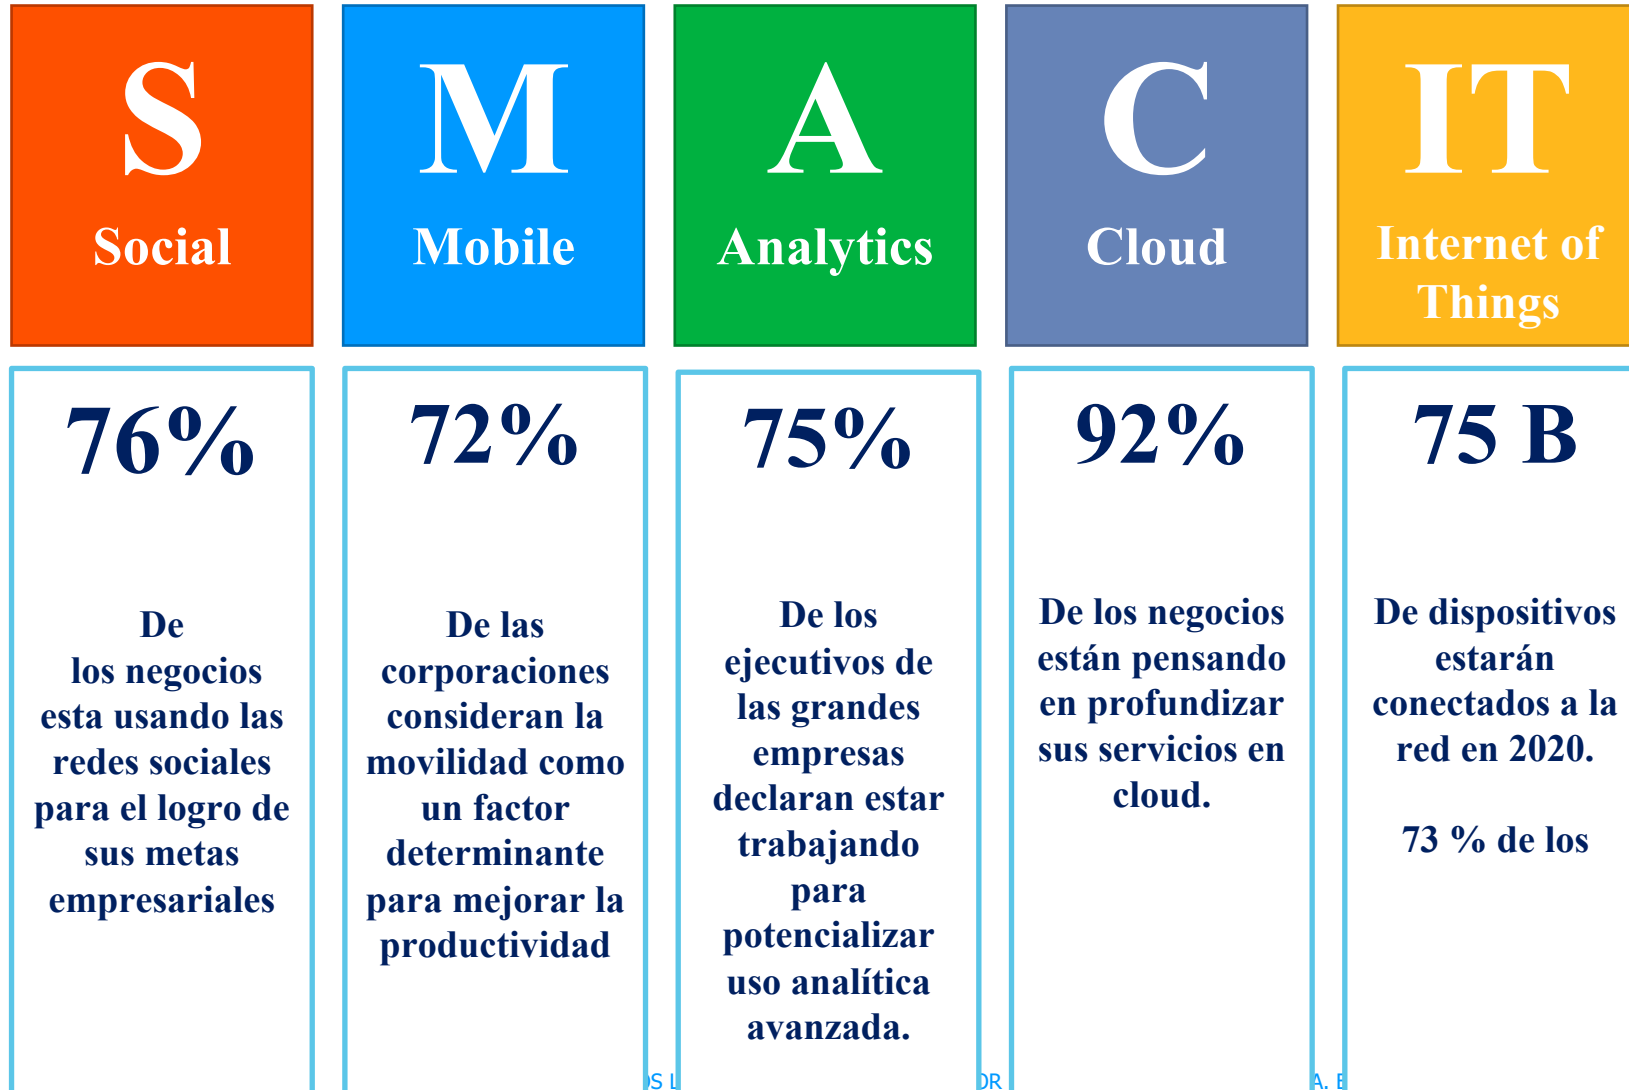 S
Social
M
Mobile
A
Analytics
C
Cloud
IT
Internet of
Things
76%
De
los negocios
esta usando las
redes sociales
para el logro de
sus metas
empresariales
72%
De las
corporaciones
consideran la
movilidad como
un factor
determinante
para mejorar la
productividad
75%
De los
ejecutivos de
las grandes
empresas
declaran estar
trabajando
para
potencializar
uso analítica
avanzada.
92%
De los negocios
están pensando
en profundizar
sus servicios en
cloud.
75 B
De dispositivos
estarán
conectados a la
red en 2020.
73 % de los